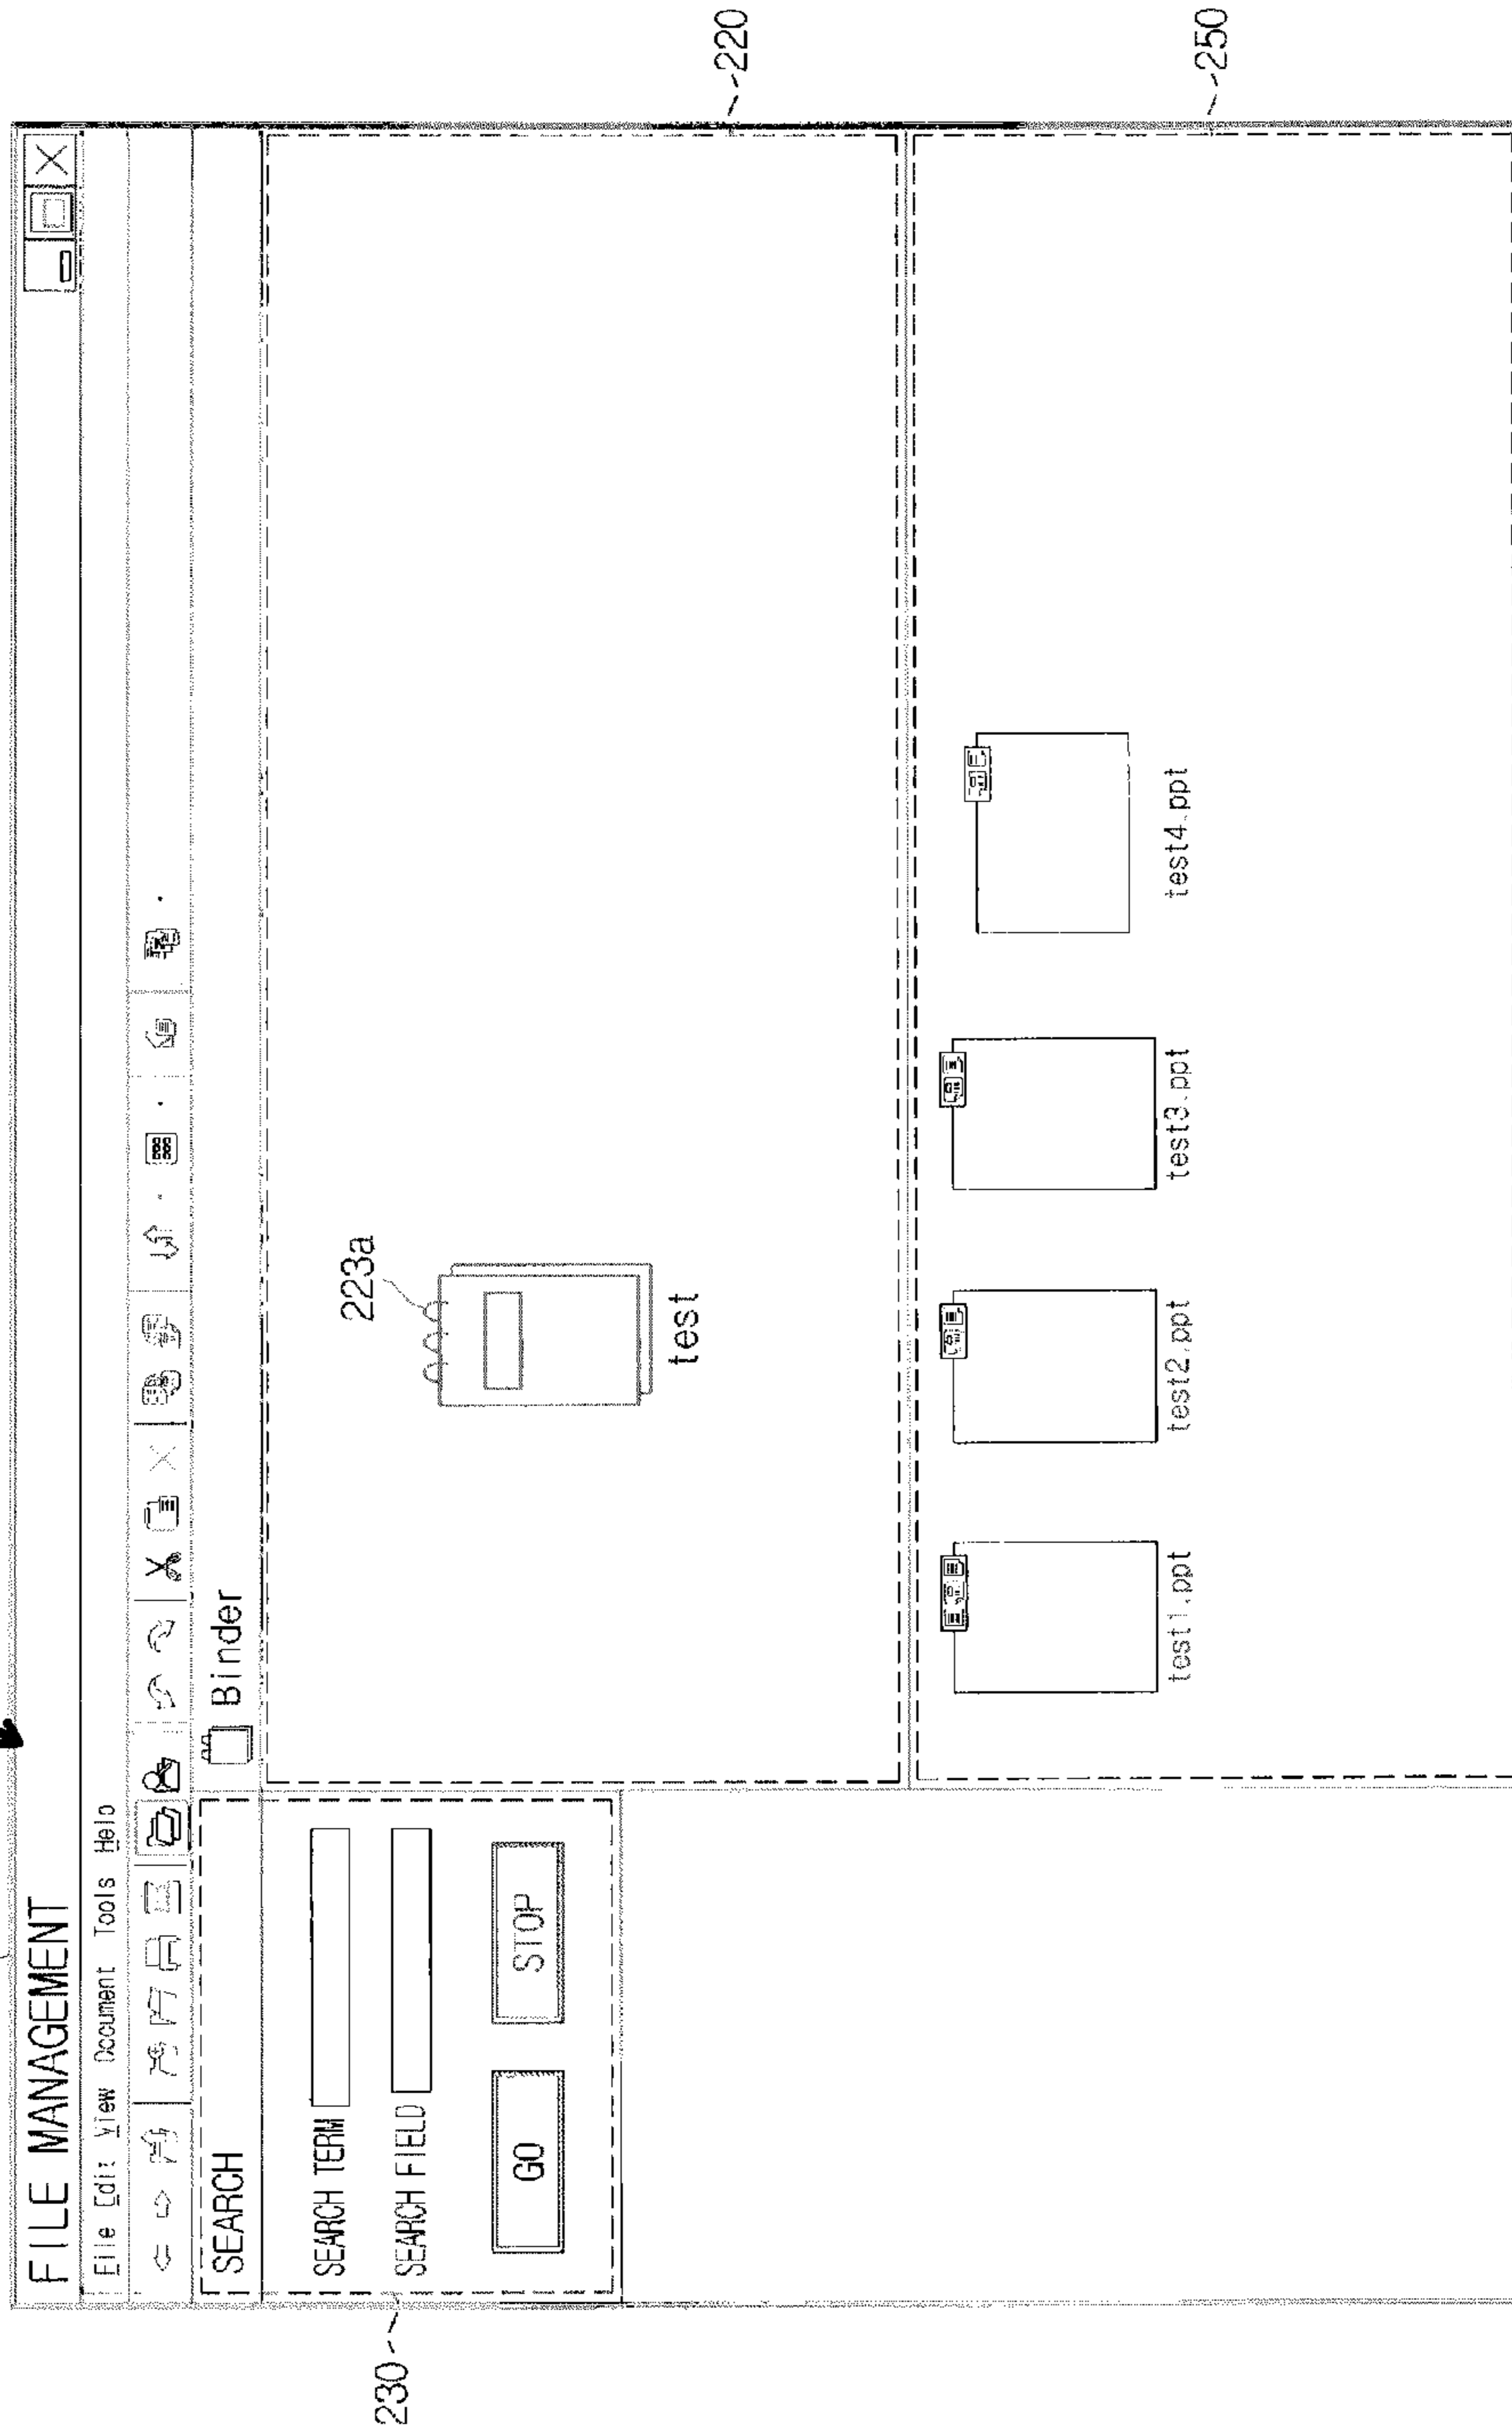 FILE MANAGEMENT
File Edit View Document Tools Help
SEARCH
Binder
SEARCH TERM
SEARCH FIELD
GO
STOP
230
223a
test
220
test1.ppt
test2.ppt
test3.ppt
test4.ppt
250